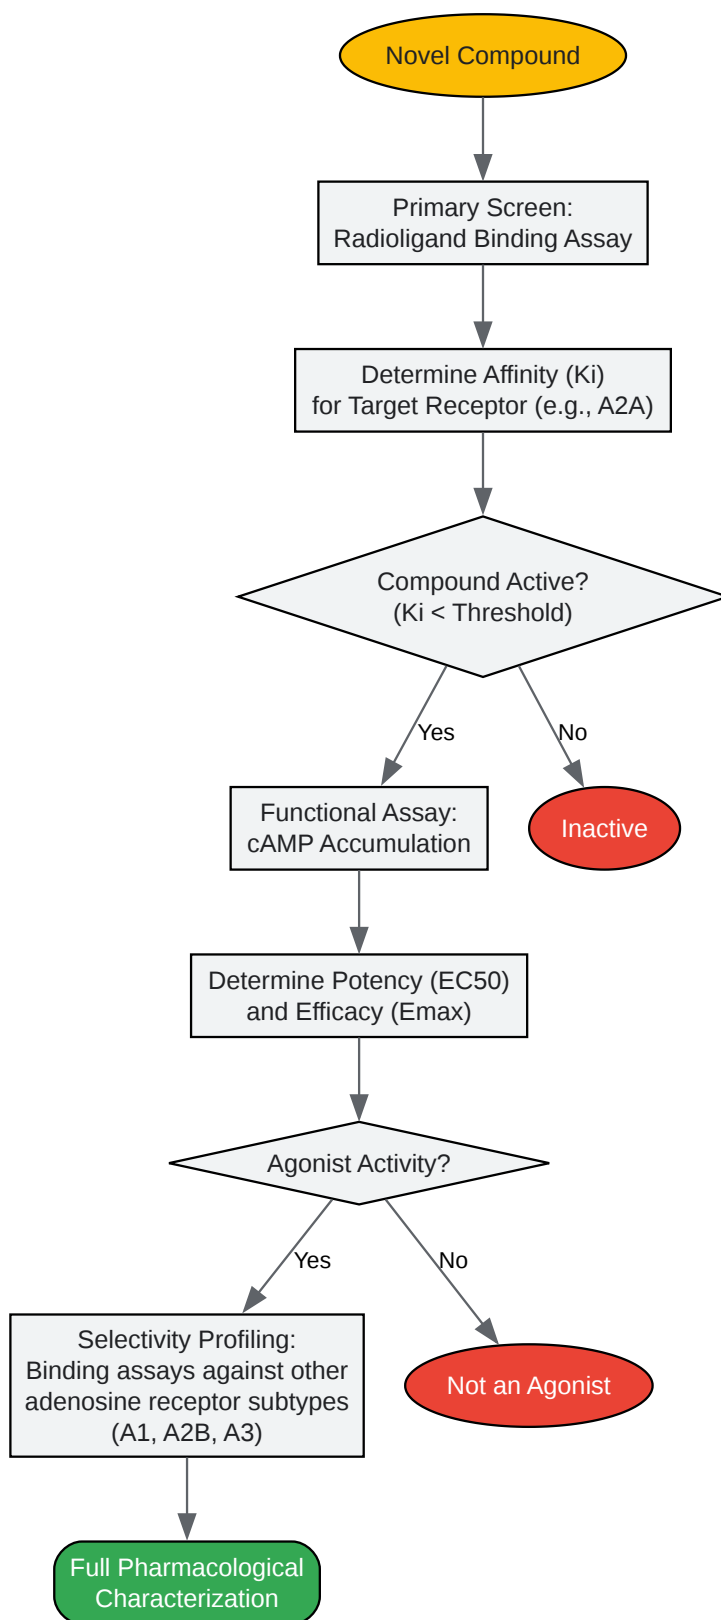 Novel Compound
Primary Screen:
Radioligand Binding Assay
Determine Affinity (Ki)
for Target Receptor (e.g., A2A)
Compound Active?
(Ki < Threshold)
Yes
No
Functional Assay:
cAMP Accumulation
Inactive
Determine Potency (EC50)
and Efficacy (Emax)
Agonist Activity?
Yes
No
Selectivity Profiling:
Binding assays against other
adenosine receptor subtypes
(A1, A2B, A3)
Not an Agonist
Full Pharmacological
Characterization